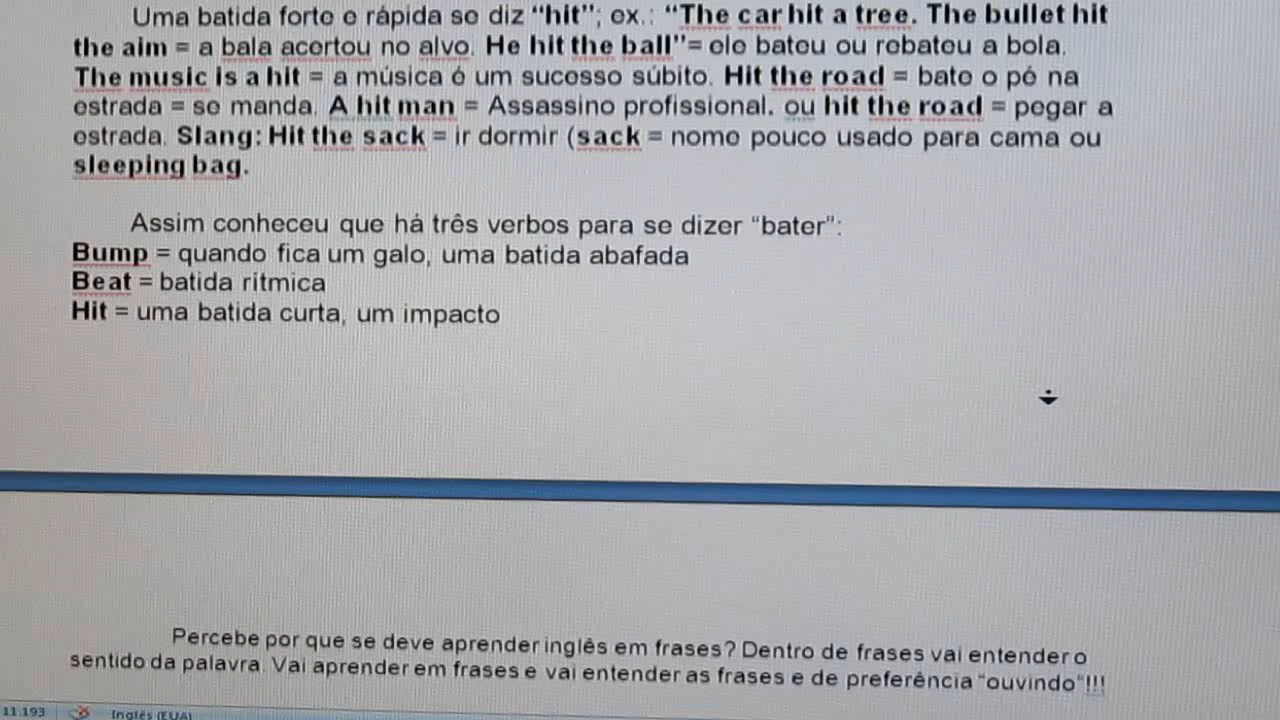 Uma batida forte e rápida se diz “hit”; ex.: “The car hit a tree. The bullet hit
the aim = a bala acertou no alvo. He hit the ball”= ele bateu ou rebateu a bola.
The music is a hit = a música é um sucesso súbito. Hit the road = bate o pé na
estrada = se manda. A hit man = Assassino profissional. ou hit the road = pegar a
estrada. Slang: Hit the sack = ir dormir (sack = nome pouco usado para cama ou
sleeping bag.
Assim conheceu que há três verbos para se dizer “bater”:
Bump = quando fica um galo, uma batida abafada
Beat = batida rítmica
Hit = uma batida curta, um impacto
Percebe por que se deve aprender inglês em frases? Dentro de frases vai entender o
sentido da palavra. Vai aprender em frases e vai entender as frases e de preferência “ouvindo”!!!
11.193 Inglês (EUA)